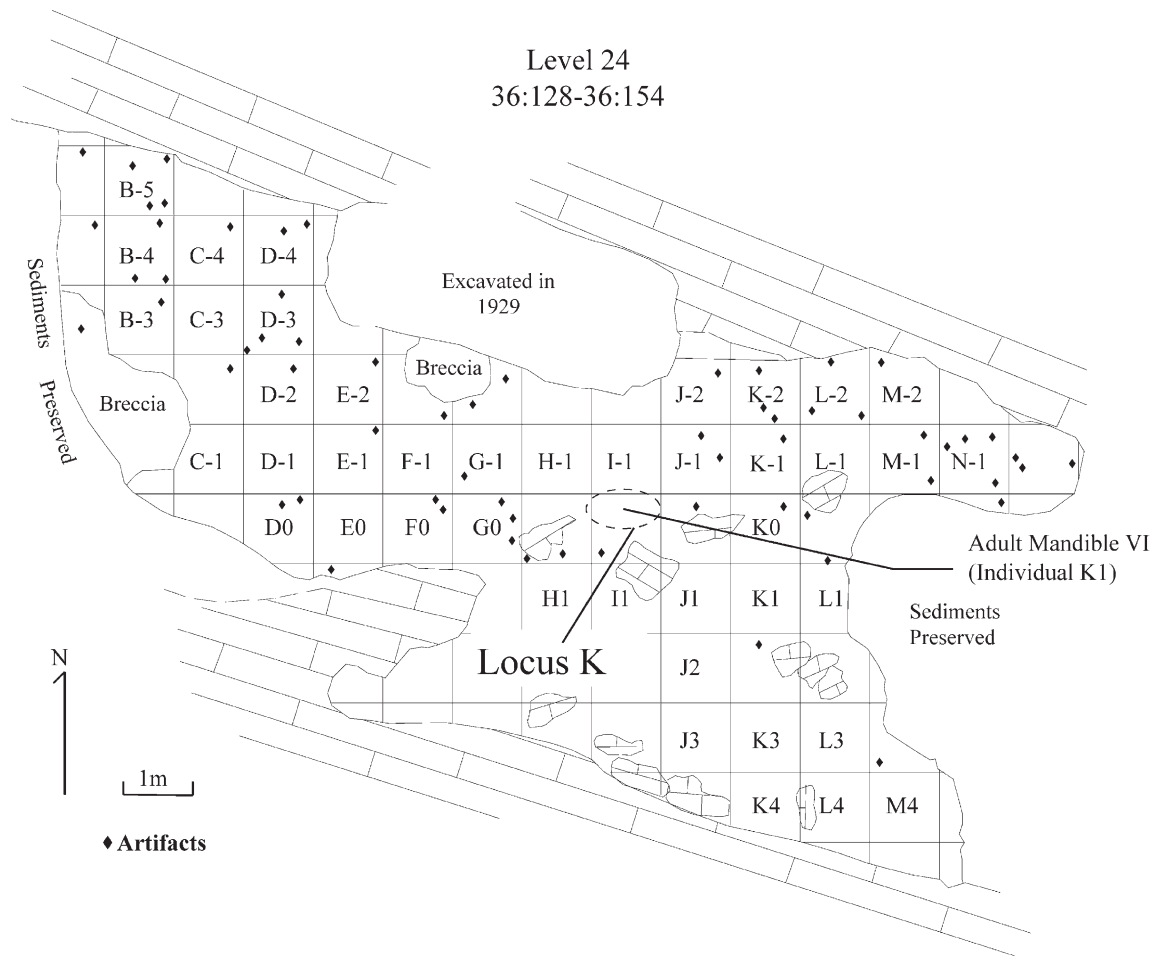 Level 24
36:128-36:154
B-5
B-4 C-4 D-4
Excavated in
1929
Sediments Preserved
B-3 C-3 D-3
Breccia
Breccia
D-2 E-2
J-2 K-2 L-2 M-2
C-1 D-1 E-1 F-1 G-1 H-1 I-1 J-1 K-1 L-1 M-1 N-1
D0 E0 F0 G0 K0
Adult Mandible VI
(Individual K1)
H1 I1 J1 K1 L1
Sediments
Preserved
Locus K
J2
N
J3 K3 L3
1m
K4 L4 M4
Artifacts